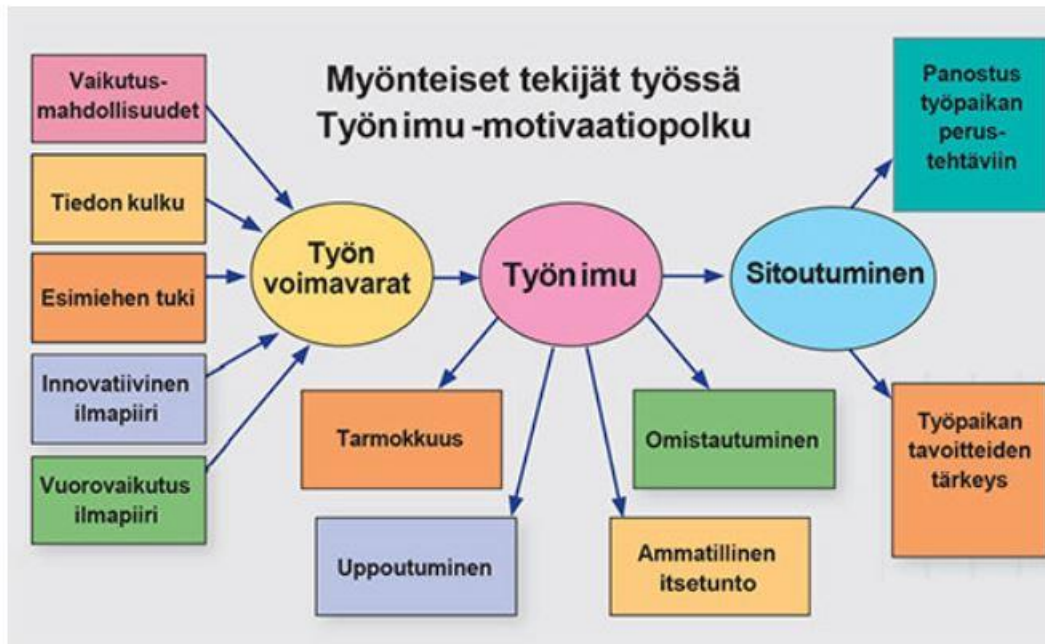 Myönteiset tekijät työssä
Työn imu -motivaatiopolku
Vaikutus-
mahdollisuudet
Tiedon kulku
Esimiehen tuki
Innovatiivinen
ilmapiiri
Vuorovaikutus
ilmapiiri
Työn
voimavarat
Työn imu
Sitoutuminen
Tarmokkuus
Uppoutuminen
Ammatillinen
itsetunto
Omistautuminen
Panostus
työpaikan
perus-
tehtäviin
Työpaikan
tavoitteiden
tärkeys